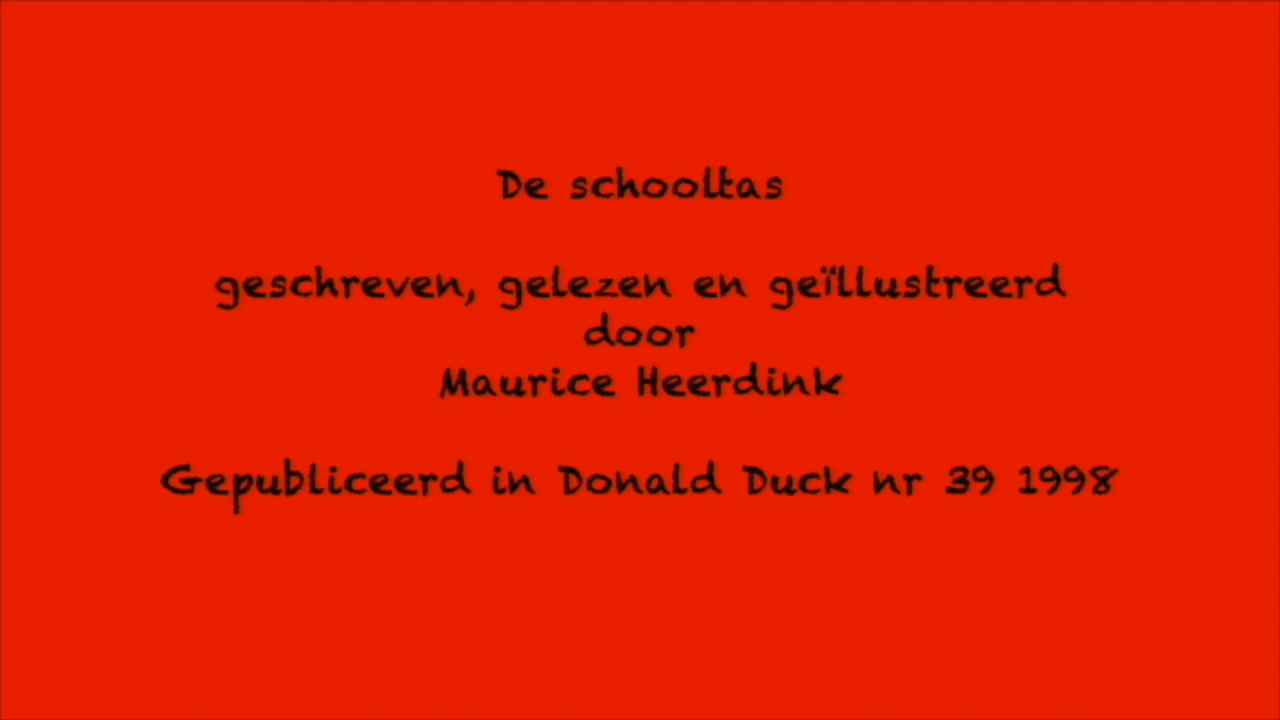 De schooltas
geschreven, gelezen en geïllustreerd
door
Maurice Heerdink
Gepubliceerd in Donald Duck nr 39 1998